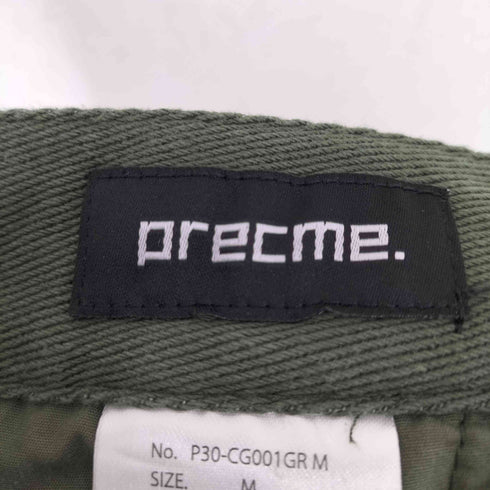 precme.
No. P30-CG001GR M
SIZE. M